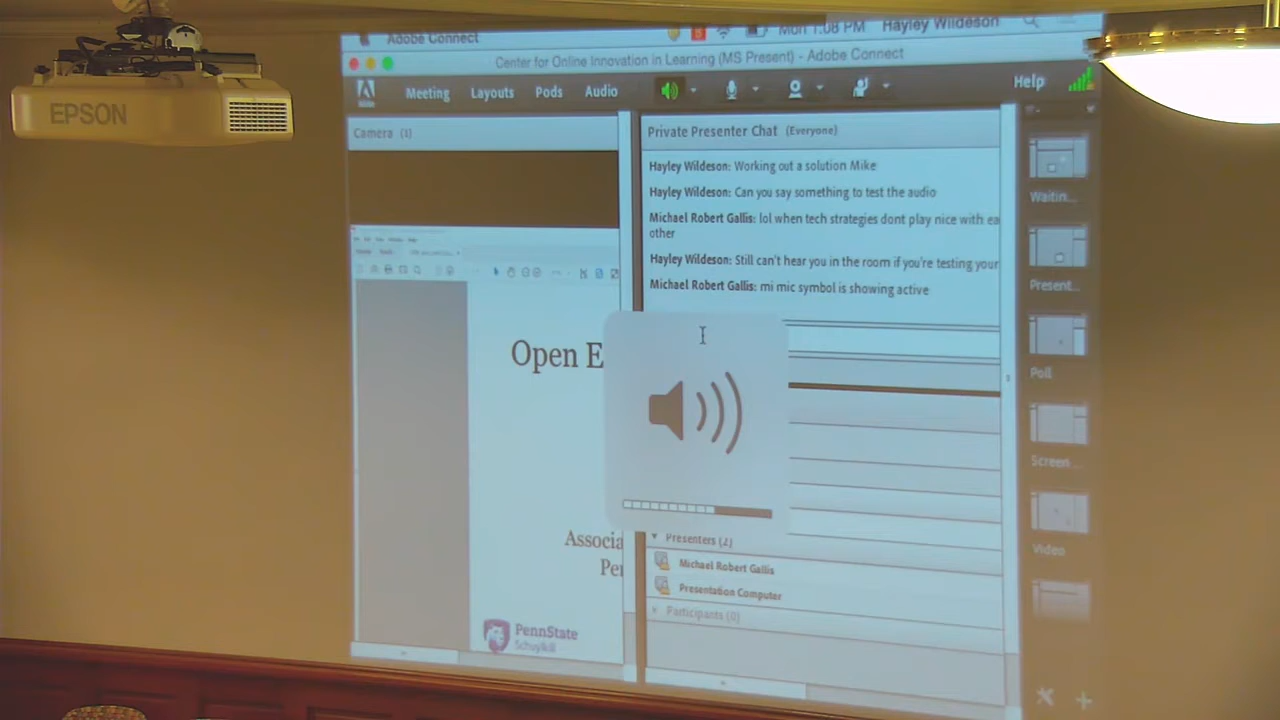 EPSON
Adobe Connect
Mon 1:08 PM Hayley Wildeson
Center for Online Innovation in Learning (MS Present) - Adobe Connect
Meeting Layouts Pods Audio Help
Adobe
Camera (1)
Private Presenter Chat (Everyone)
Hayley Wildeson: Working out a solution Mike
Hayley Wildeson: Can you say something to test the audio
Michael Robert Gallis: lol when tech strategies dont play nice with ea
other
Hayley Wildeson: Still can't hear you in the room if you're testing your
Michael Robert Gallis: mi mic symbol is showing active
Waitin...
Present...
Poll
Screen...
Video
Open E
Associa
Per
PennState
Schuylkill
Presenters (2)
Michael Robert Gallis
Presentation Computer
Participants (0)